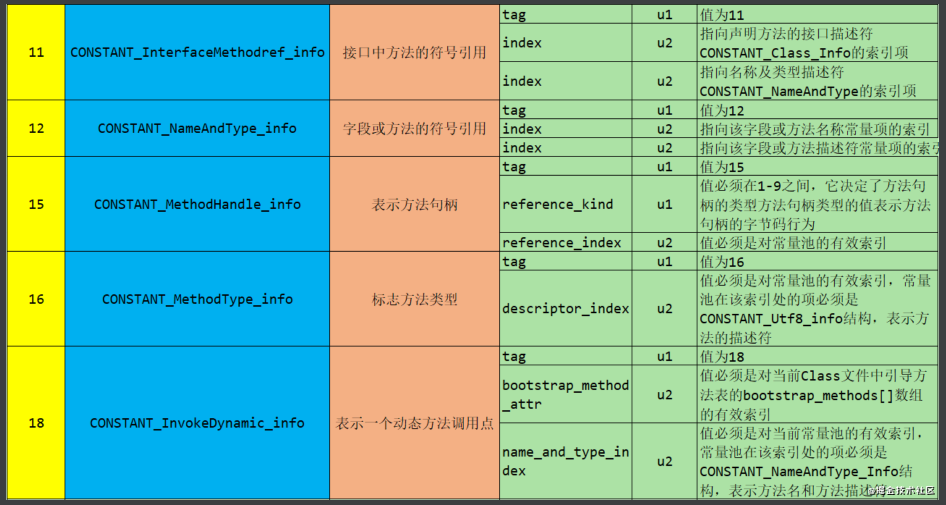 tag u1 值为11
11 CONSTANT_InterfaceMethodref_info 接口中方法的符号引用
index u2 指向声明方法的接口描述符
CONSTANT_Class_Info的索引项
index u2 指向名称及类型描述符
CONSTANT_NameAndType的索引项
tag u1 值为12
12 CONSTANT_NameAndType_info 字段或方法的符号引用
index u2 指向该字段或方法名称常量项的索引
index u2 指向该字段或方法描述符常量项的索引
tag u1 值为15
15 CONSTANT_MethodHandle_info 表示方法句柄
reference_kind u1 值必须在1-9之间，它决定了方法句
柄的类型方法句柄类型的值表示方法
句柄的字节码行为
reference_index u2 值必须是对常量池的有效索引
tag u1 值为16
16 CONSTANT_MethodType_info 标志方法类型
descriptor_index u2 值必须是对常量池的有效索引，常量
池在该索引处的项必须是
CONSTANT_Utf8_info结构，表示方
法的描述符
tag u1 值为18
18 CONSTANT_InvokeDynamic_info 表示一个动态方法调用点
bootstrap_method
_attr u2 值必须是对当前Class文件中引导方
法表的bootstrap_methods[]数组
的有效索引
name_and_type_in
dex u2 值必须是对当前常量池的有效索引，
常量池在该索引处的项必须是
CONSTANT_NameAndType_Info结
构，表示方法名和方法描述符
@掘金技术社区